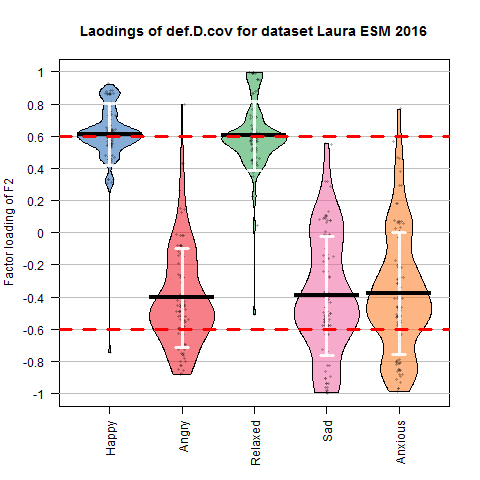 Laodings of def.D.cov for dataset Laura ESM 2016
Factor loading of F2
1
0.8
0.6
0.4
0.2
0
-0.2
-0.4
-0.6
-0.8
-1
Happy
Angry
Relaxed
Sad
Anxious